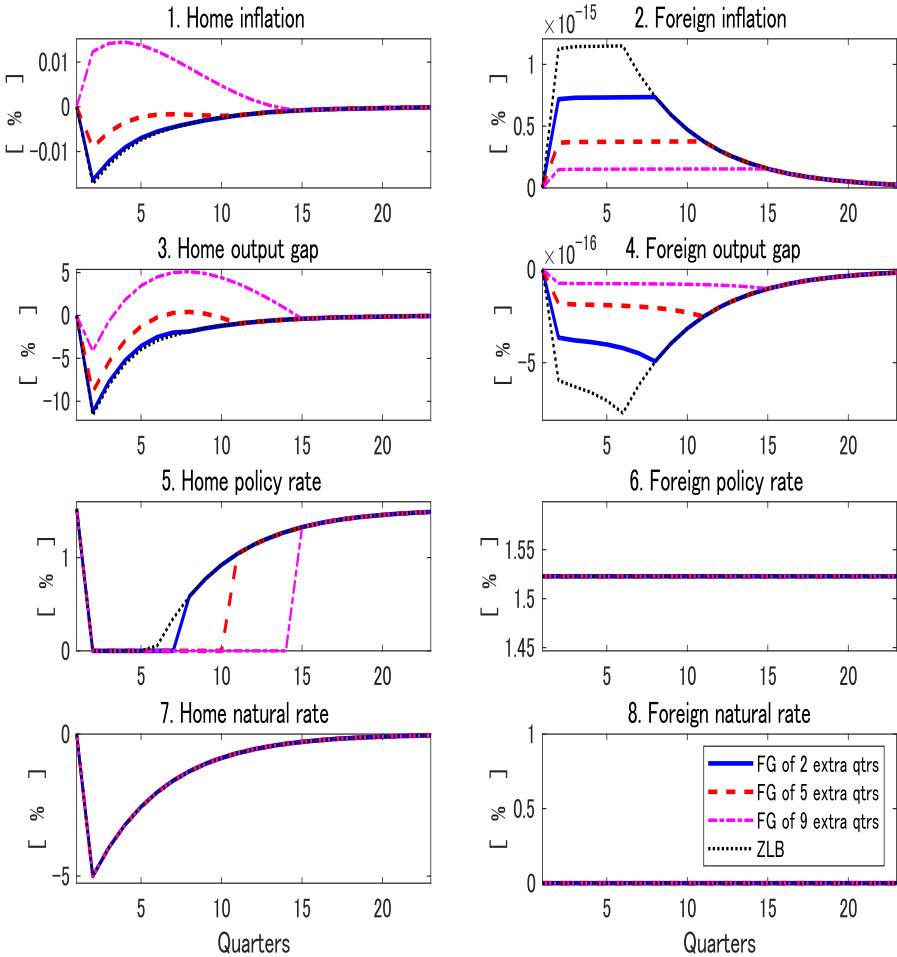 1. Home inflation
[ % ]
0.01
0
-0.01
5 10 15 20
2. Foreign inflation
×10⁻¹⁵
[ % ]
1
0.5
0
5 10 15 20
3. Home output gap
[ % ]
5
0
-5
-10
5 10 15 20
4. Foreign output gap
×10⁻¹⁶
[ % ]
0
-5
5 10 15 20
5. Home policy rate
[ % ]
1
0
5 10 15 20
6. Foreign policy rate
[ % ]
1.55
1.5
1.45
5 10 15 20
7. Home natural rate
[ % ]
0
-5
5 10 15 20
Quarters
8. Foreign natural rate
[ % ]
1
0.5
0
FG of 2 extra qtrs
FG of 5 extra qtrs
FG of 9 extra qtrs
ZLB
5 10 15 20
Quarters